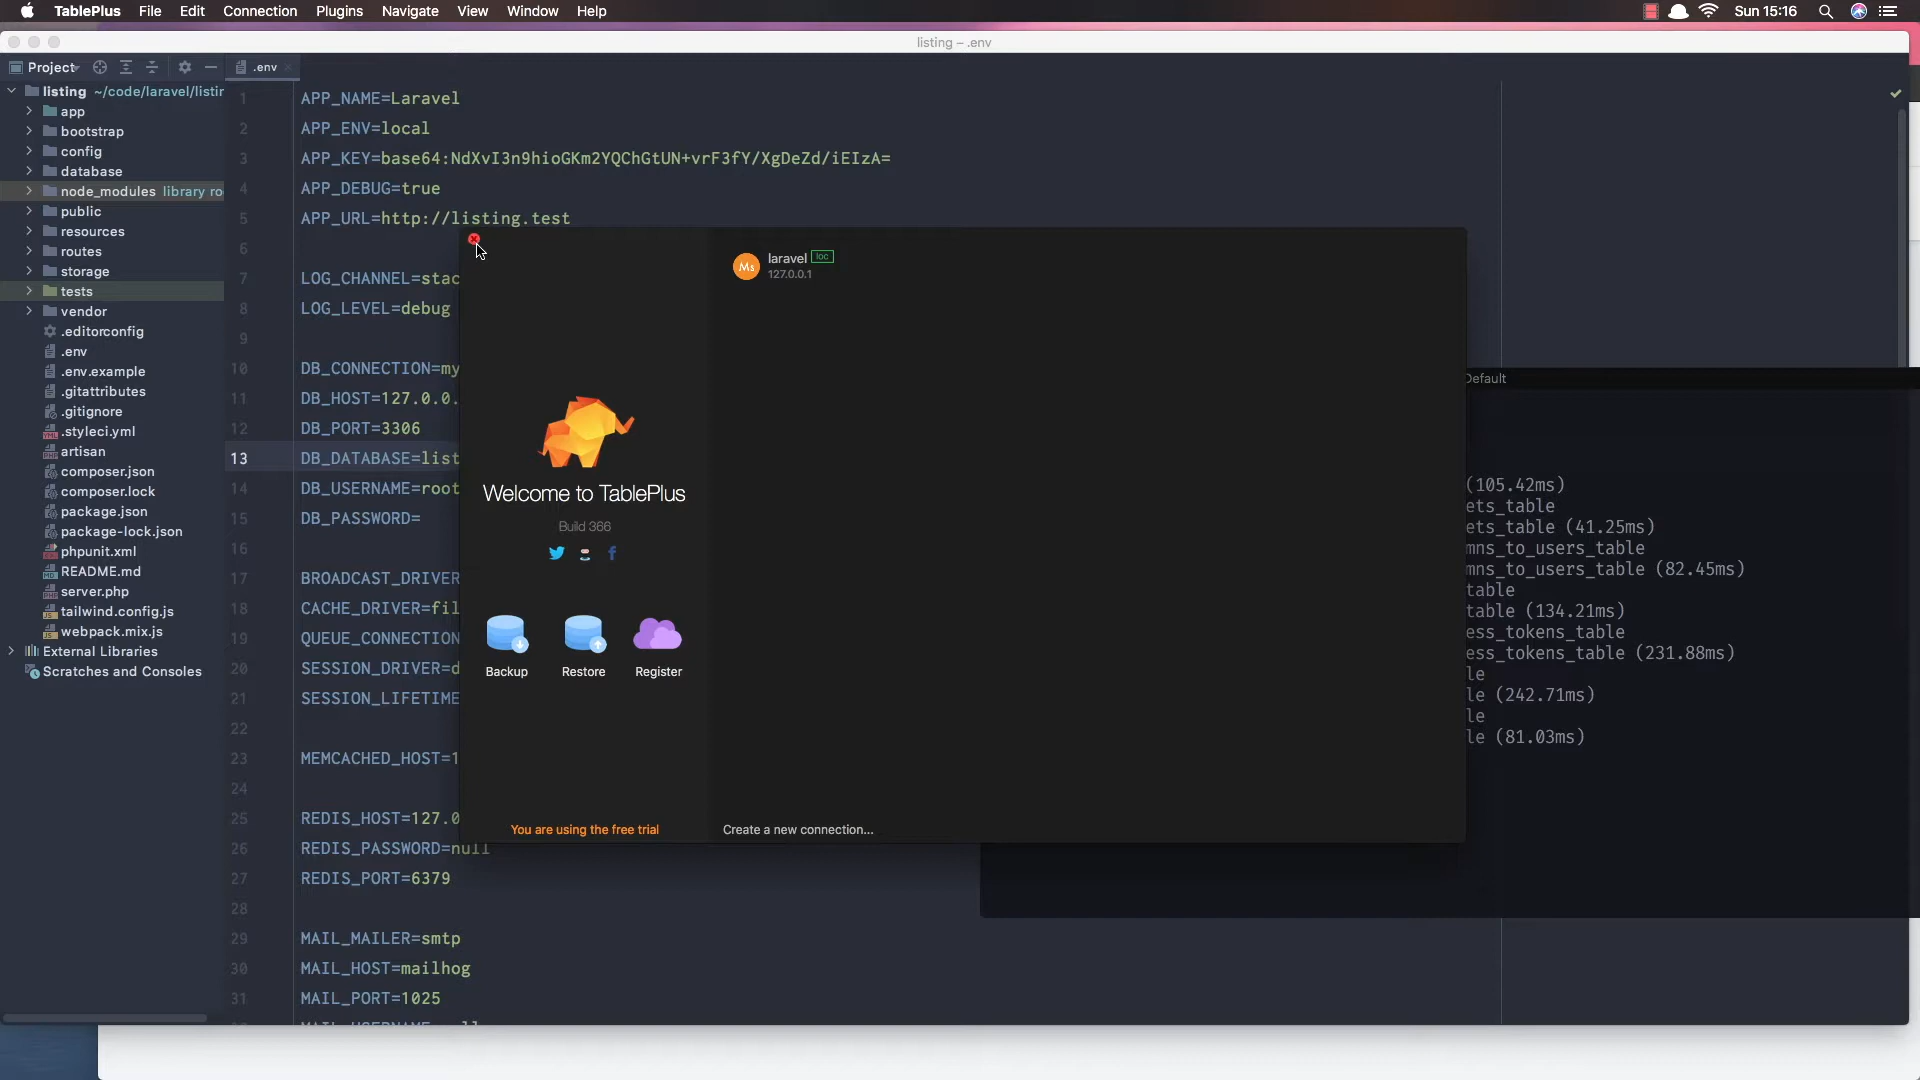 TablePlus File Edit Connection Plugins Navigate View Window Help Sun 15:16
listing – .env
Project .env
listing ~/code/laravel/listin
app
bootstrap
config
database
node_modules library ro
public
resources
routes
storage
tests
vendor
.editorconfig
.env
.env.example
.gitattributes
.gitignore
.styleci.yml
artisan
composer.json
composer.lock
package.json
package-lock.json
phpunit.xml
README.md
server.php
tailwind.config.js
webpack.mix.js
External Libraries
Scratches and Consoles
1 APP_NAME=Laravel
2 APP_ENV=local
3 APP_KEY=base64:NdXvI3n9hioGKm2YQChGtUN+vrF3fY/XgDeZd/iEIzA=
4 APP_DEBUG=true
5 APP_URL=http://listing.test
6
7 LOG_CHANNEL=stac
8 LOG_LEVEL=debug
9
10 DB_CONNECTION=my
11 DB_HOST=127.0.0.
12 DB_PORT=3306
13 DB_DATABASE=list
14 DB_USERNAME=root
15 DB_PASSWORD=
16
17 BROADCAST_DRIVER
18 CACHE_DRIVER=fil
19 QUEUE_CONNECTION
20 SESSION_DRIVER=d
21 SESSION_LIFETIME
22
23 MEMCACHED_HOST=1
24
25 REDIS_HOST=127.0
26 REDIS_PASSWORD=null
27 REDIS_PORT=6379
28
29 MAIL_MAILER=smtp
30 MAIL_HOST=mailhog
31 MAIL_PORT=1025
Welcome to TablePlus
Build 366
Backup Restore Register
You are using the free trial
Ms laravel loc
127.0.0.1
Create a new connection...
Default
(105.42ms)
ets_table
ets_table (41.25ms)
mns_to_users_table
mns_to_users_table (82.45ms)
table
table (134.21ms)
ess_tokens_table
ess_tokens_table (231.88ms)
le
le (242.71ms)
le
le (81.03ms)